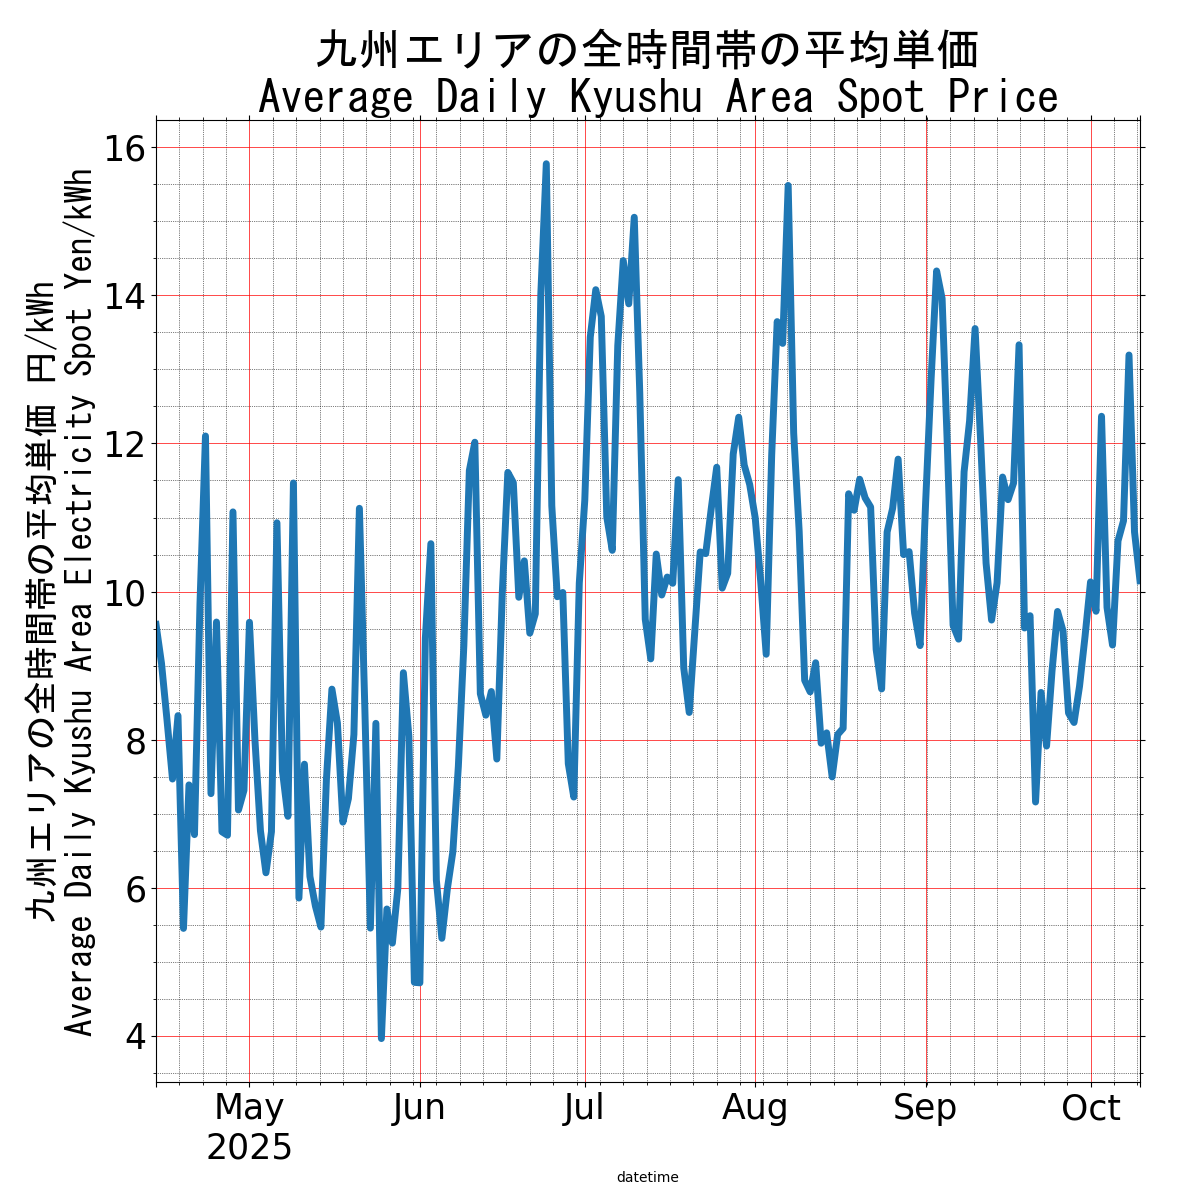 九州エリアの全時間帯の平均単価
Average Daily Kyushu Area Spot Price
九州エリアの全時間帯の平均単価 円/kWh
Average Daily Kyushu Area Electricity Spot Yen/kWh
16
14
12
10
8
6
4
May
2025
Jun
Jul
Aug
Sep
Oct
datetime